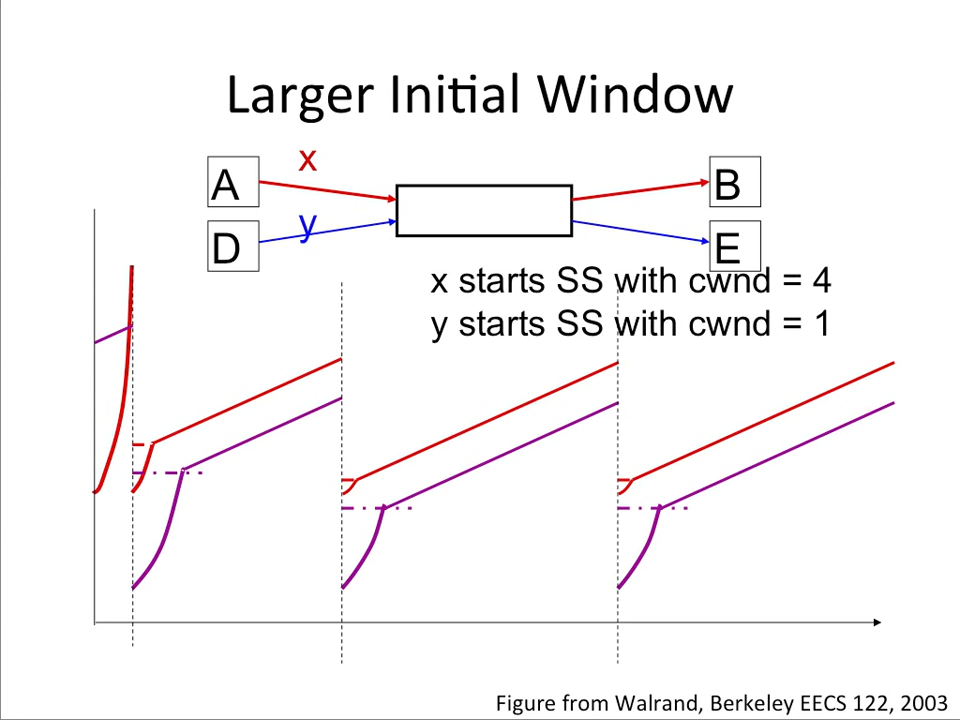 Larger Initial Window
x
A
B
y
D
E
x starts SS with cwnd = 4
y starts SS with cwnd = 1
Figure from Walrand, Berkeley EECS 122, 2003